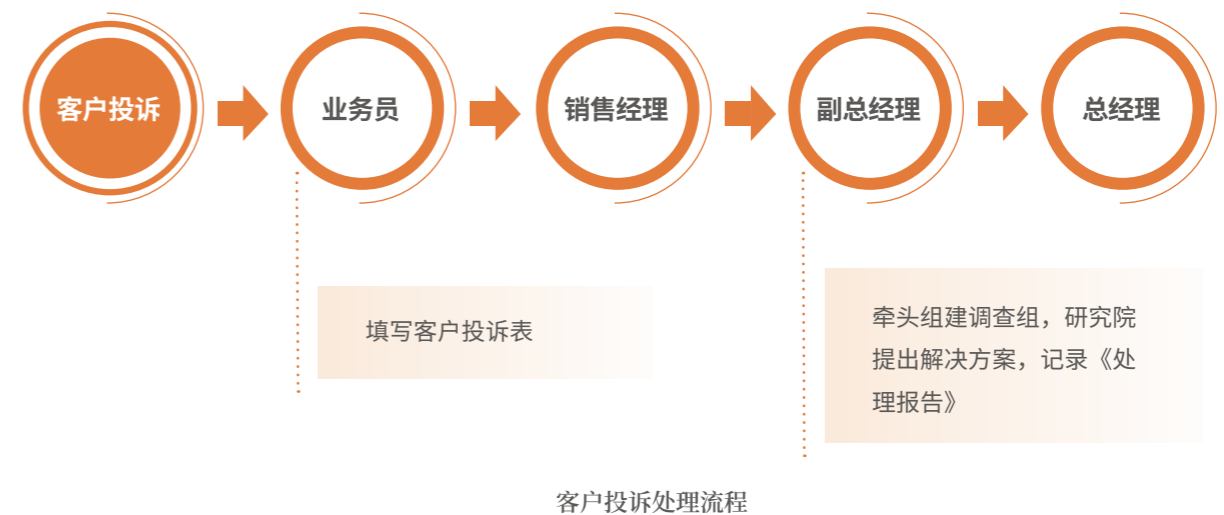 客户投诉
业务员
销售经理
副总经理
总经理
填写客户投诉表
牵头组建调查组，研究院
提出解决方案，记录《处
理报告》
客户投诉处理流程